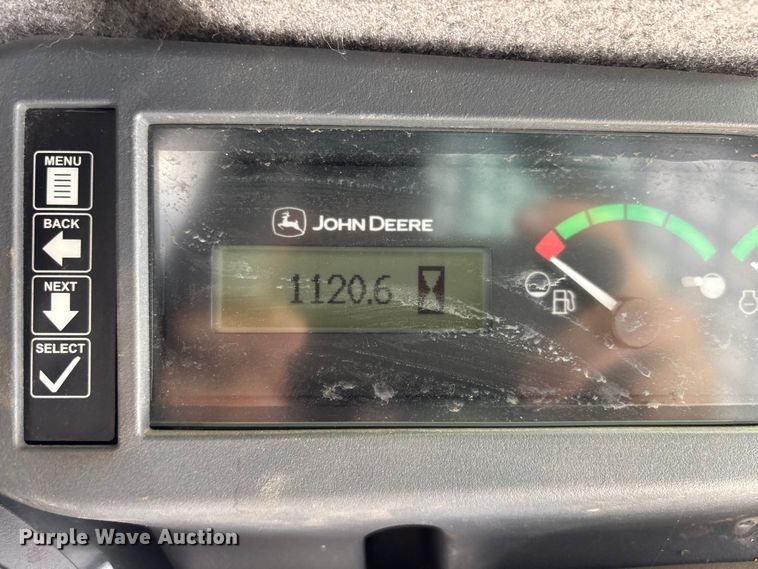 MENU
BACK
NEXT
SELECT
JOHN DEERE
1120.6
Purple Wave Auction®